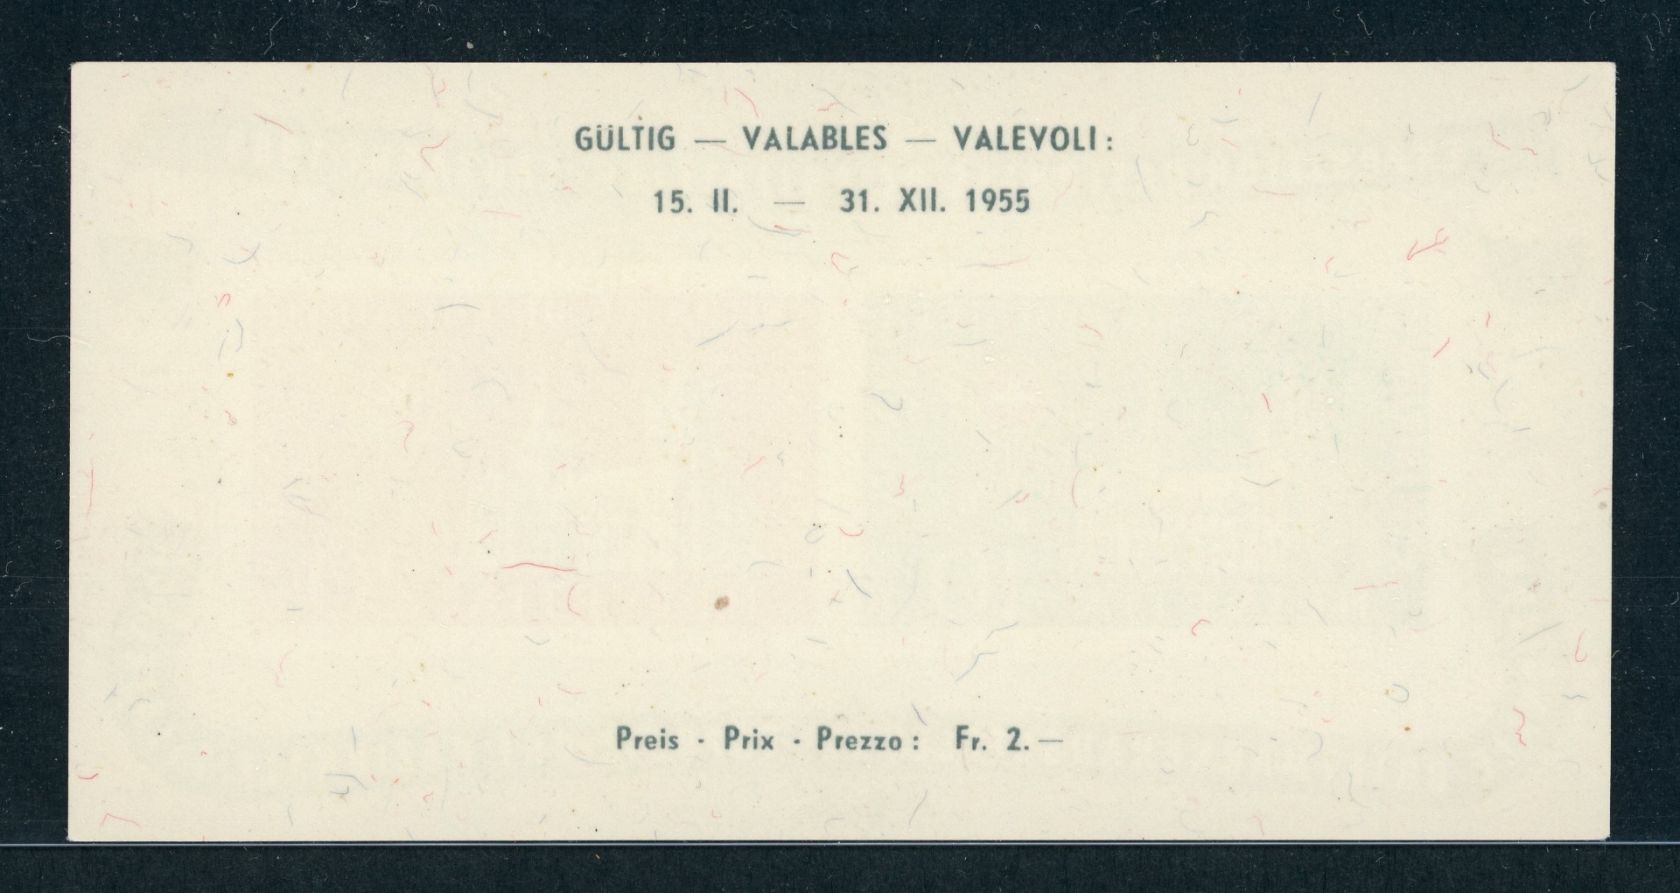 GÜLTIG — VALABLES — VALEVOLI:
15. II. — 31. XII. 1955
Preis · Prix · Prezzo: Fr. 2.—